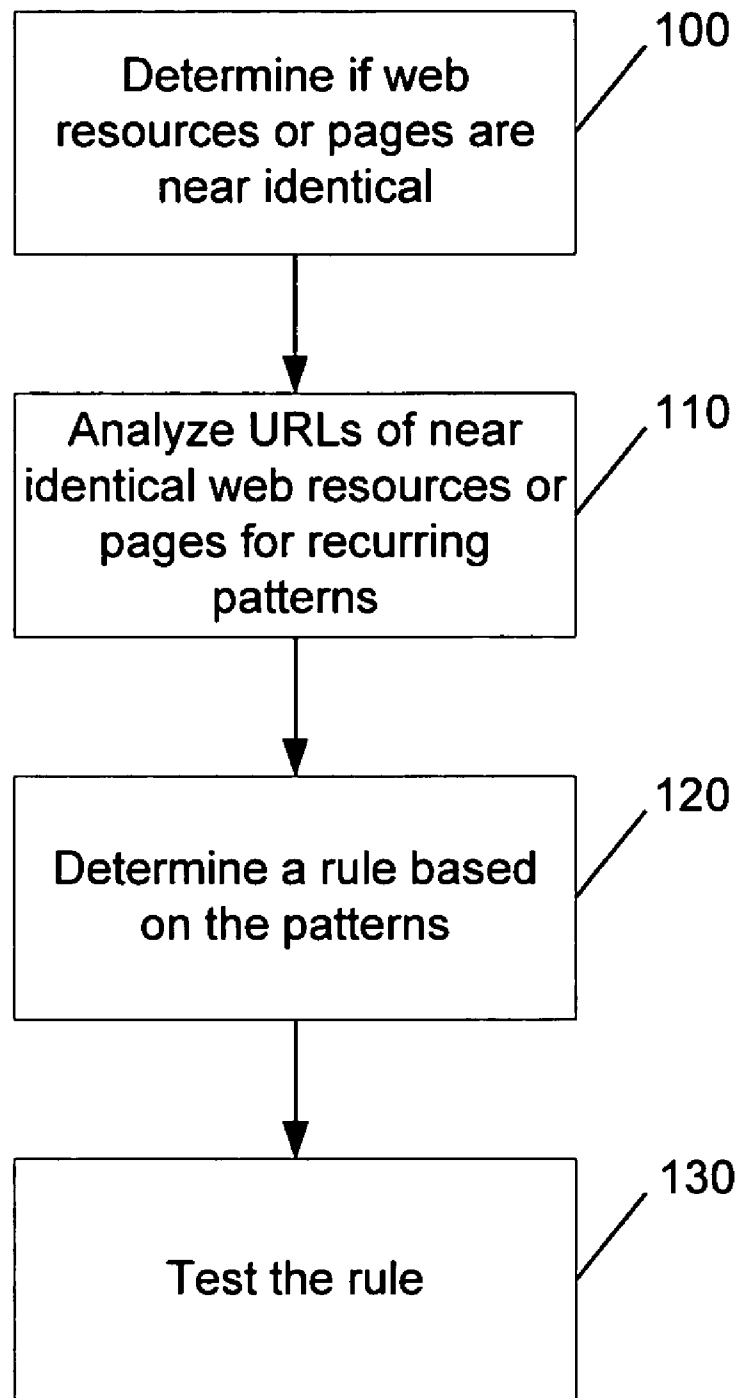 100
Determine if web
resources or pages are
near identical
110
Analyze URLs of near
identical web resources or
pages for recurring
patterns
120
Determine a rule based
on the patterns
130
Test the rule